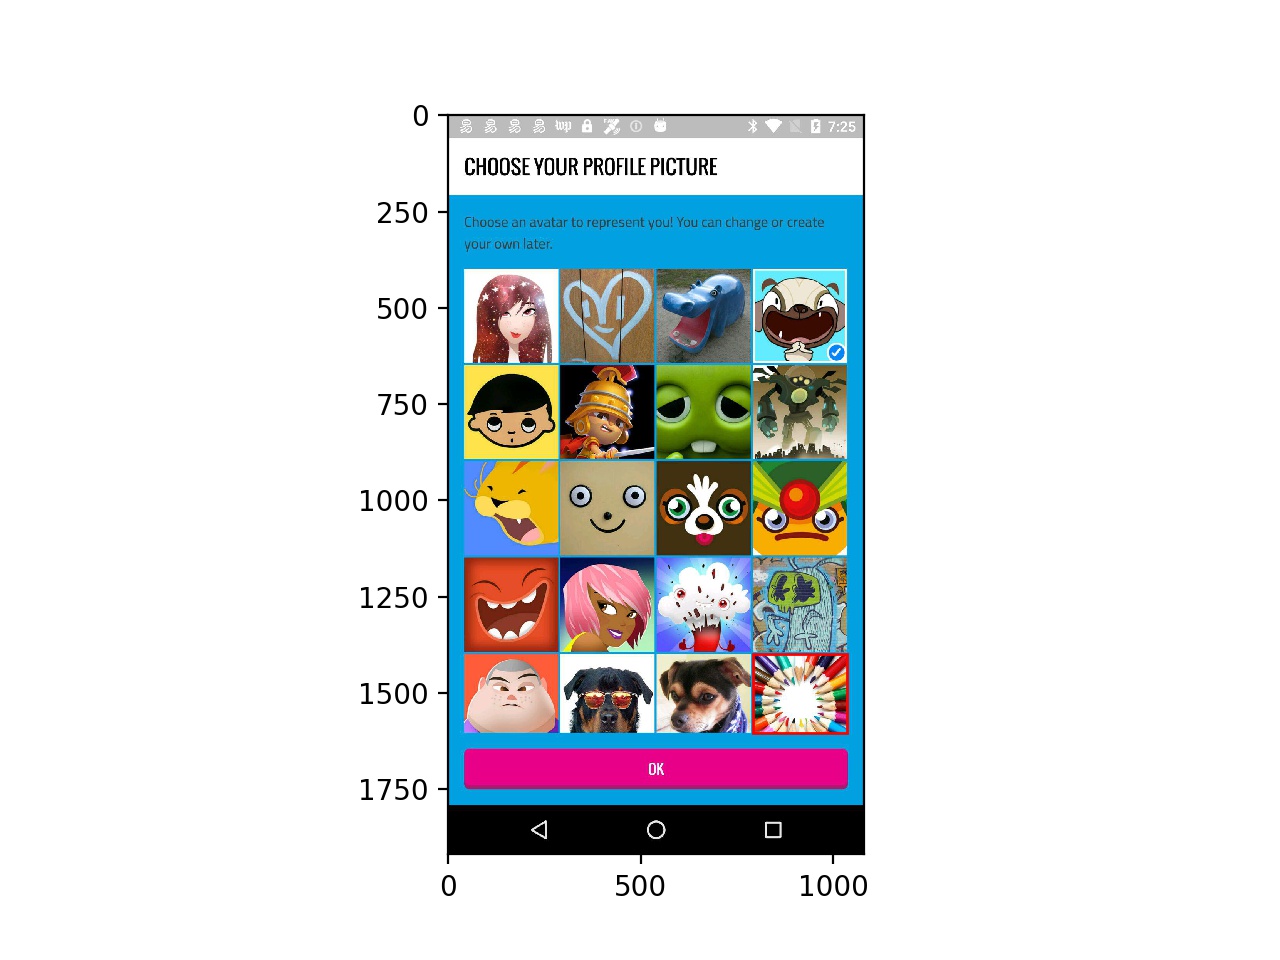 0
250
500
750
1000
1250
1500
1750
0 500 1000
wp
7:25
CHOOSE YOUR PROFILE PICTURE
Choose an avatar to represent you! You can change or create
your own later.
OK